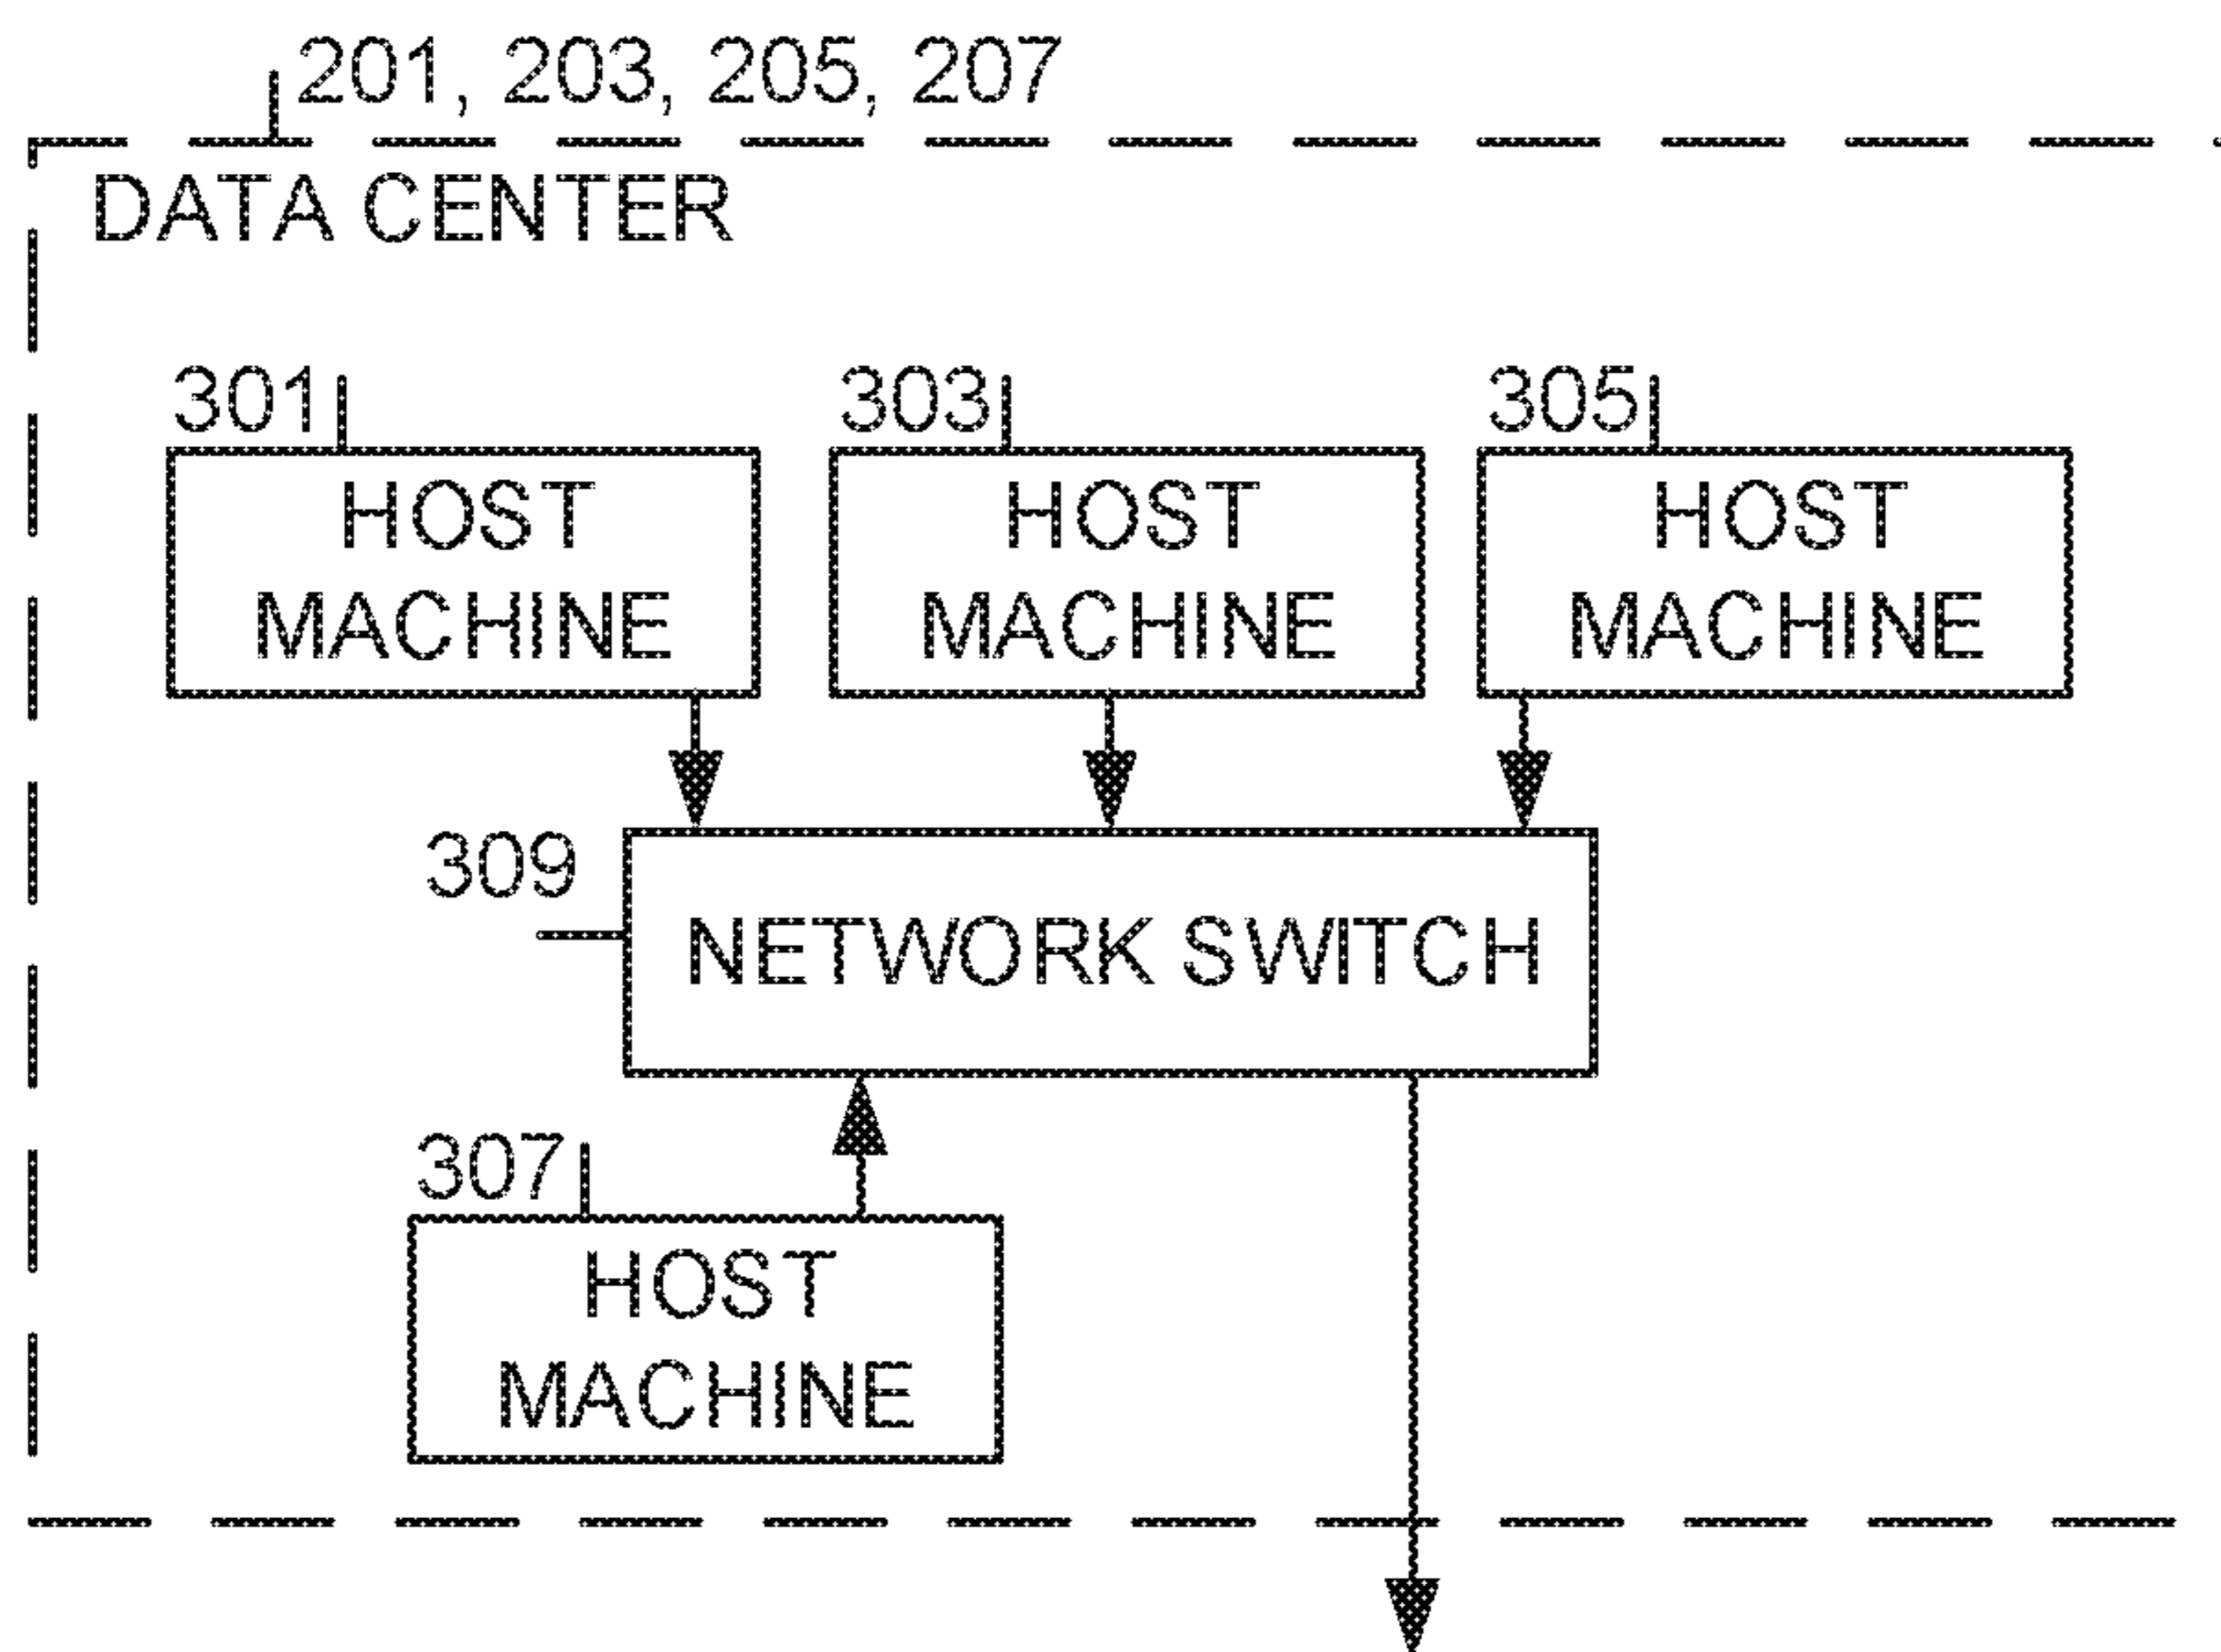 201, 203, 205, 207
DATA CENTER
301
303
305
HOST
MACHINE
HOST
MACHINE
HOST
MACHINE
309
NETWORK SWITCH
307
HOST
MACHINE